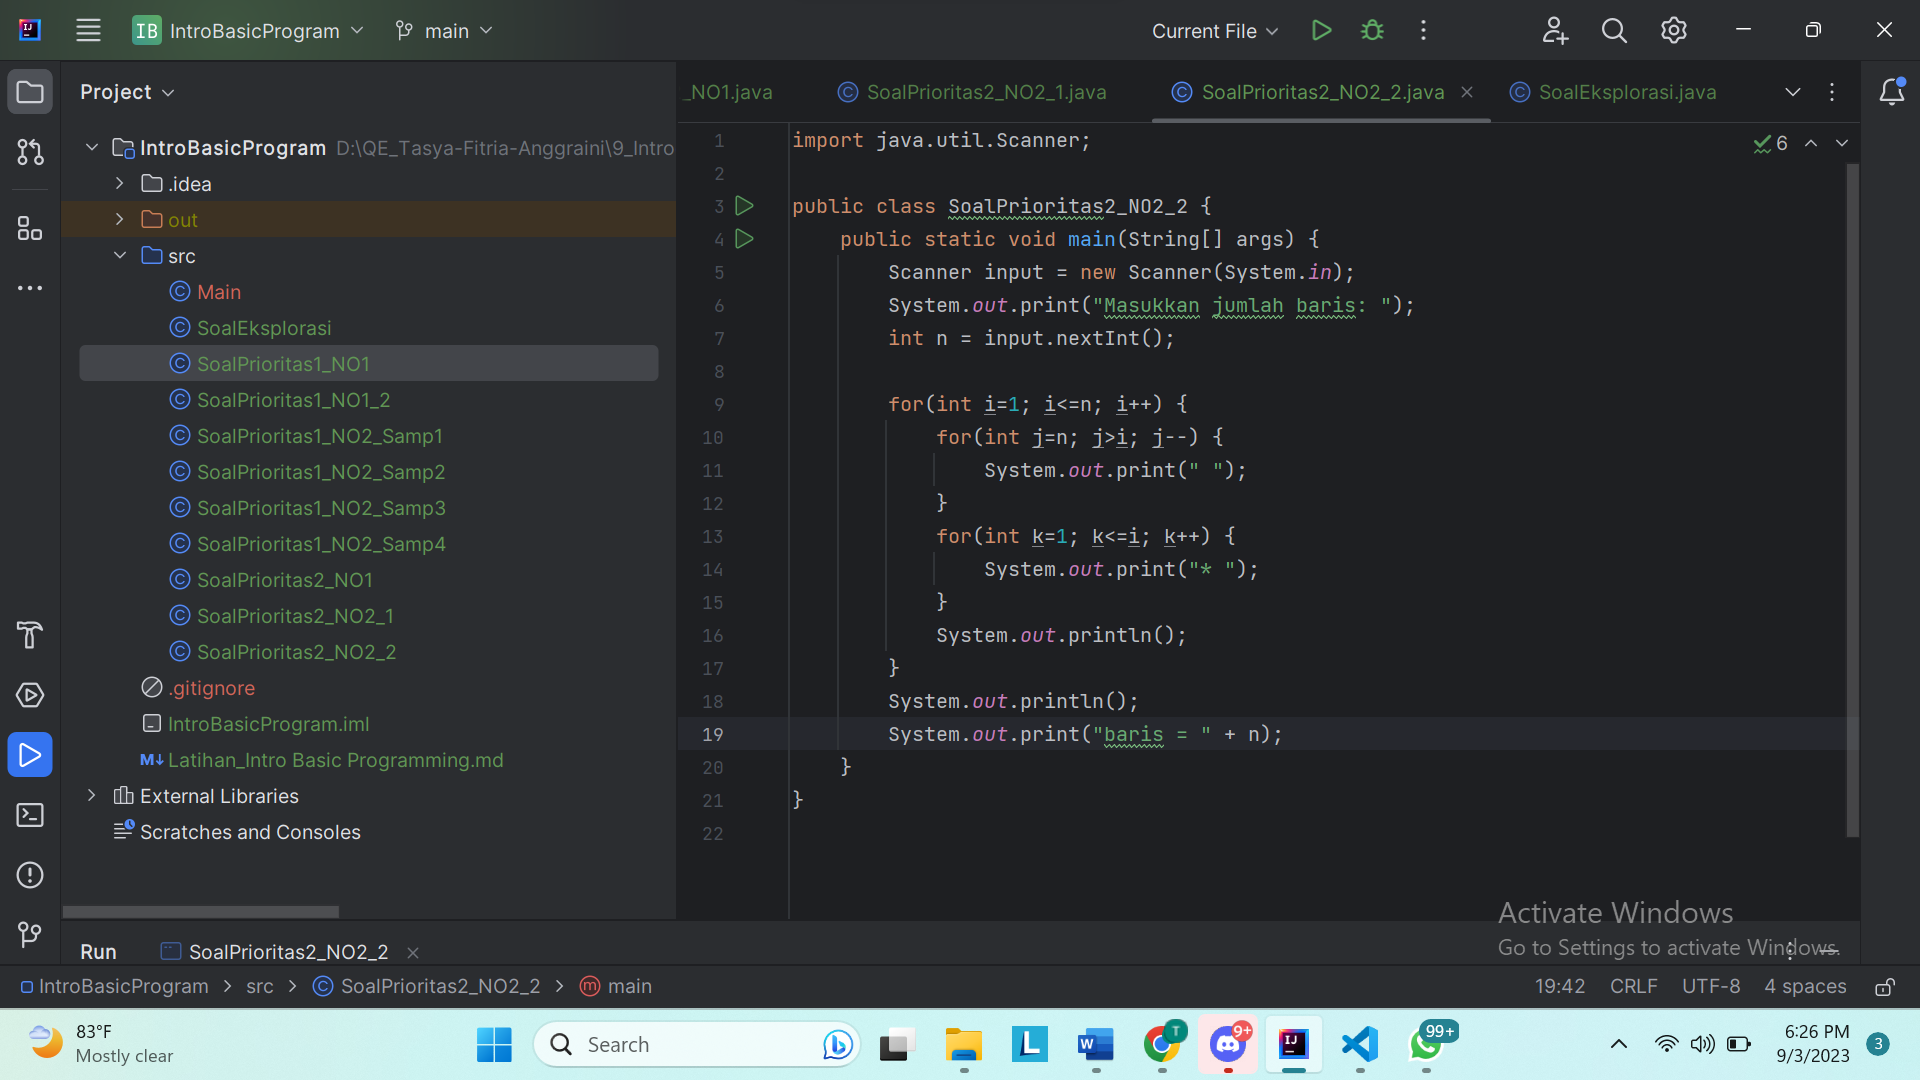 IB IntroBasicProgram main Current File
Project
_NO1.java SoalPrioritas2_NO2_1.java SoalPrioritas2_NO2_2.java SoalEksplorasi.java
IntroBasicProgram D:\QE_Tasya-Fitria-Anggraini\9_Intro
.idea
out
src
Main
SoalEksplorasi
SoalPrioritas1_NO1
SoalPrioritas1_NO1_2
SoalPrioritas1_NO2_Samp1
SoalPrioritas1_NO2_Samp2
SoalPrioritas1_NO2_Samp3
SoalPrioritas1_NO2_Samp4
SoalPrioritas2_NO1
SoalPrioritas2_NO2_1
SoalPrioritas2_NO2_2
.gitignore
IntroBasicProgram.iml
M↓ Latihan_Intro Basic Programming.md
External Libraries
Scratches and Consoles
6
1 import java.util.Scanner;
2
3 public class SoalPrioritas2_NO2_2 {
4 public static void main(String[] args) {
5 Scanner input = new Scanner(System.in);
6 System.out.print("Masukkan jumlah baris: ");
7 int n = input.nextInt();
8
9 for(int i=1; i<=n; i++) {
10 for(int j=n; j>i; j--) {
11 System.out.print(" ");
12 }
13 for(int k=1; k<=i; k++) {
14 System.out.print("* ");
15 }
16 System.out.println();
17 }
18 System.out.println();
19 System.out.print("baris = " + n);
20 }
21 }
22
Activate Windows
Go to Settings to activate Windows.
Run SoalPrioritas2_NO2_2
IntroBasicProgram > src > SoalPrioritas2_NO2_2 > main 19:42 CRLF UTF-8 4 spaces
83°F
Mostly clear
Search
T
9+
99+
6:26 PM
9/3/2023
3